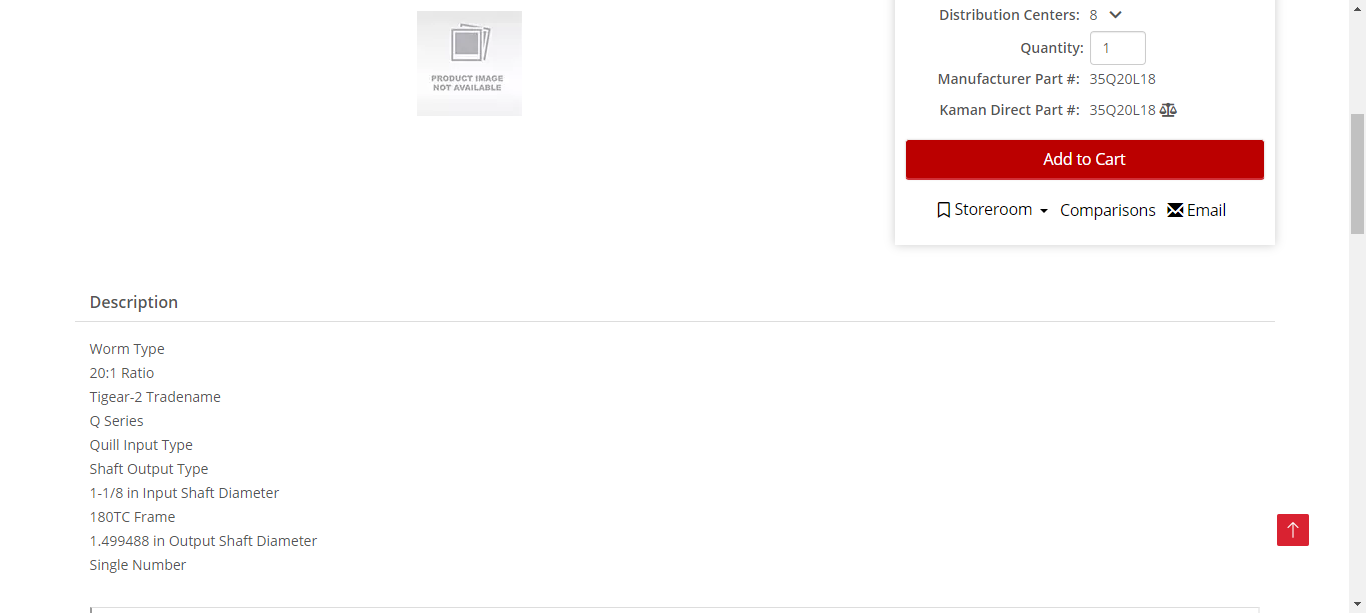 PRODUCT IMAGE
NOT AVAILABLE
Distribution Centers: 8
Quantity: 1
Manufacturer Part #: 35Q20L18
Kaman Direct Part #: 35Q20L18
Add to Cart
Storeroom Comparisons Email
Description
Worm Type
20:1 Ratio
Tigear-2 Tradename
Q Series
Quill Input Type
Shaft Output Type
1-1/8 in Input Shaft Diameter
180TC Frame
1.499488 in Output Shaft Diameter
Single Number